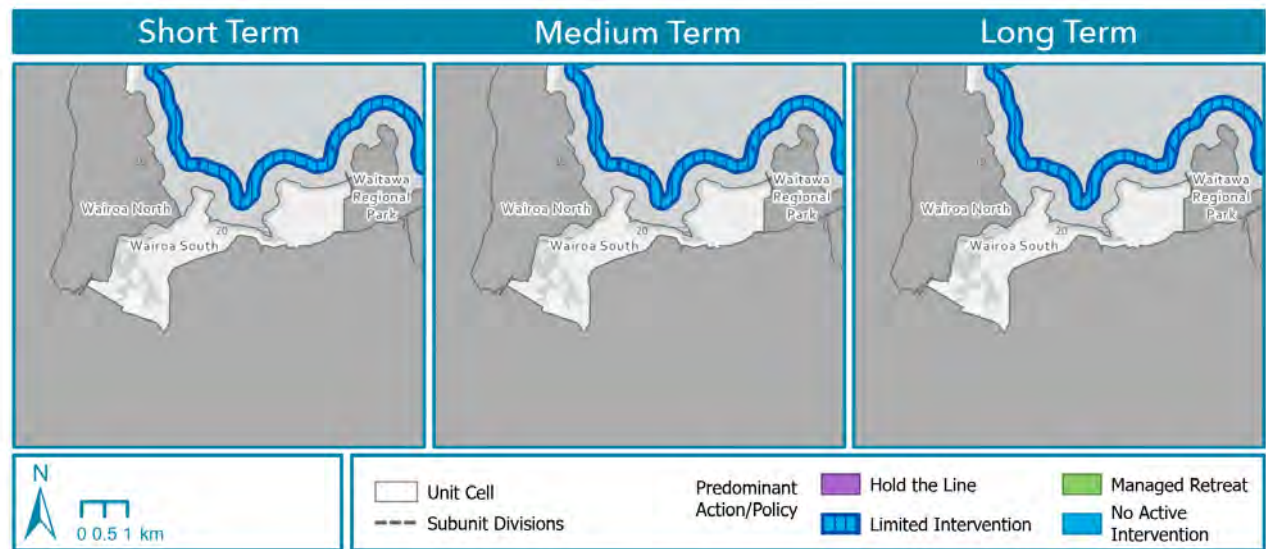 Short Term
Medium Term
Long Term
Waitawa
Regional
Park
Wairoa North
20
Wairoa South
Waitawa
Regional
Park
Wairoa North
20
Wairoa South
Waitawa
Regional
Park
Wairoa North
20
Wairoa South
N
0 0.5 1 km
Unit Cell
Subunit Divisions
Predominant
Action/Policy
Hold the Line
Limited Intervention
Managed Retreat
No Active
Intervention